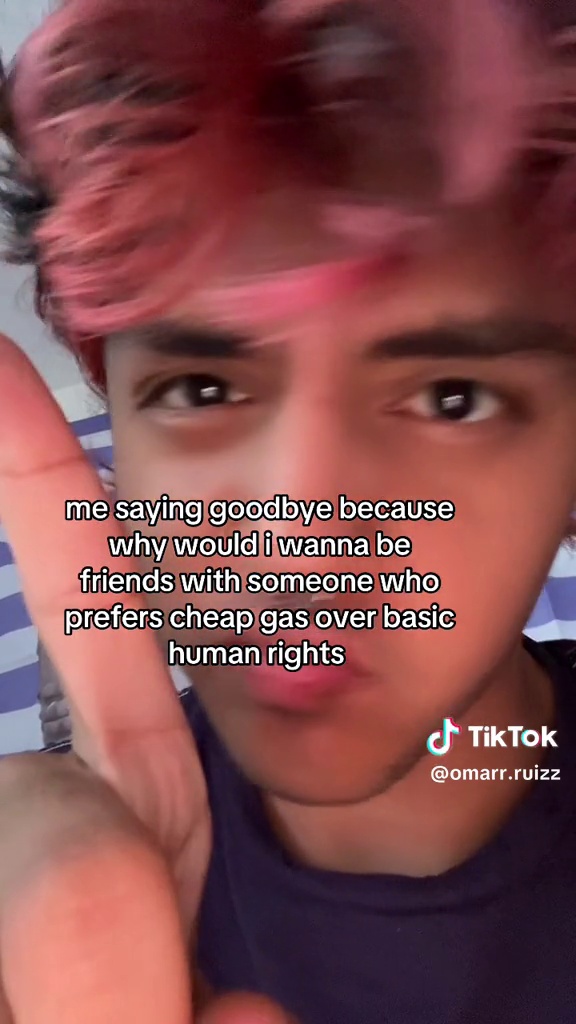 me saying goodbye because
why would i wanna be
friends with someone who
prefers cheap gas over basic
human rights
TikTok
@omarr.ruizz